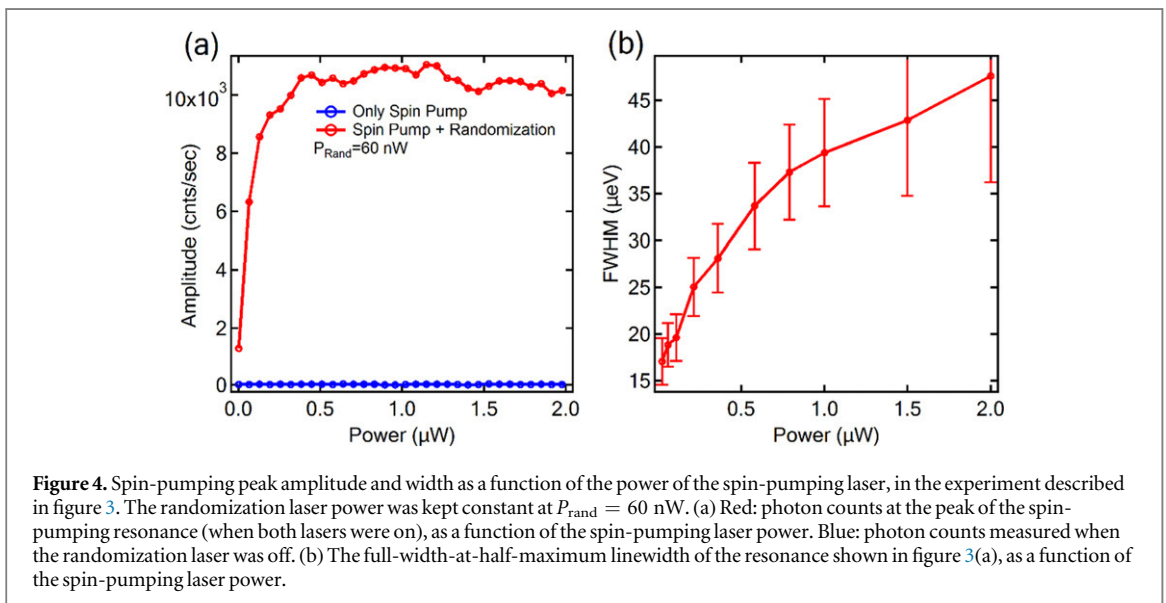 (a)
Amplitude (cnts/sec)
10x10³
8
6
4
2
0
Only Spin Pump
Spin Pump + Randomization
P_Rand=60 nW
0.0 0.5 1.0 1.5 2.0
Power (μW)
(b)
FWHM (μeV)
45
40
35
30
25
20
15
0.5 1.0 1.5 2.0
Power (μW)
Figure 4. Spin-pumping peak amplitude and width as a function of the power of the spin-pumping laser, in the experiment described
in figure 3. The randomization laser power was kept constant at P_rand = 60 nW. (a) Red: photon counts at the peak of the spin-
pumping resonance (when both lasers were on), as a function of the spin-pumping laser power. Blue: photon counts measured when
the randomization laser was off. (b) The full-width-at-half-maximum linewidth of the resonance shown in figure 3(a), as a function of
the spin-pumping laser power.